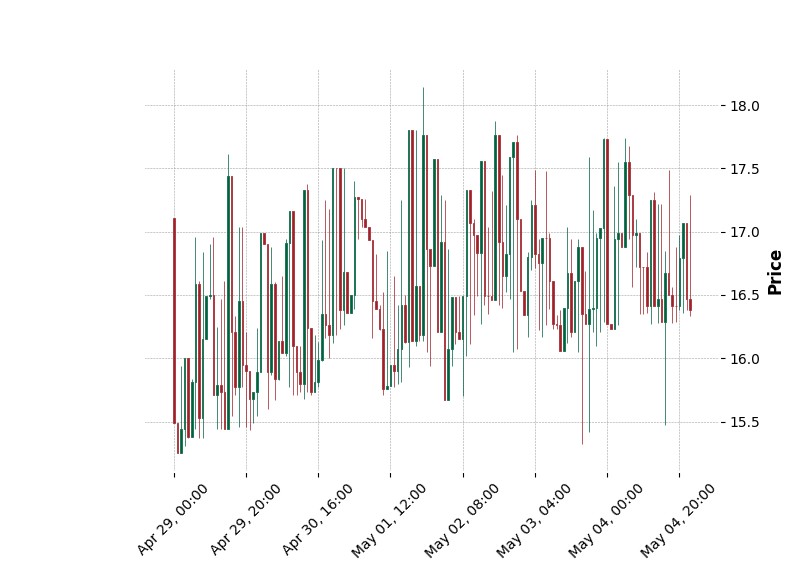 18.0
17.5
17.0
16.5
16.0
15.5
Price
Apr 29, 00:00
Apr 29, 20:00
Apr 30, 16:00
May 01, 12:00
May 02, 08:00
May 03, 04:00
May 04, 00:00
May 04, 20:00